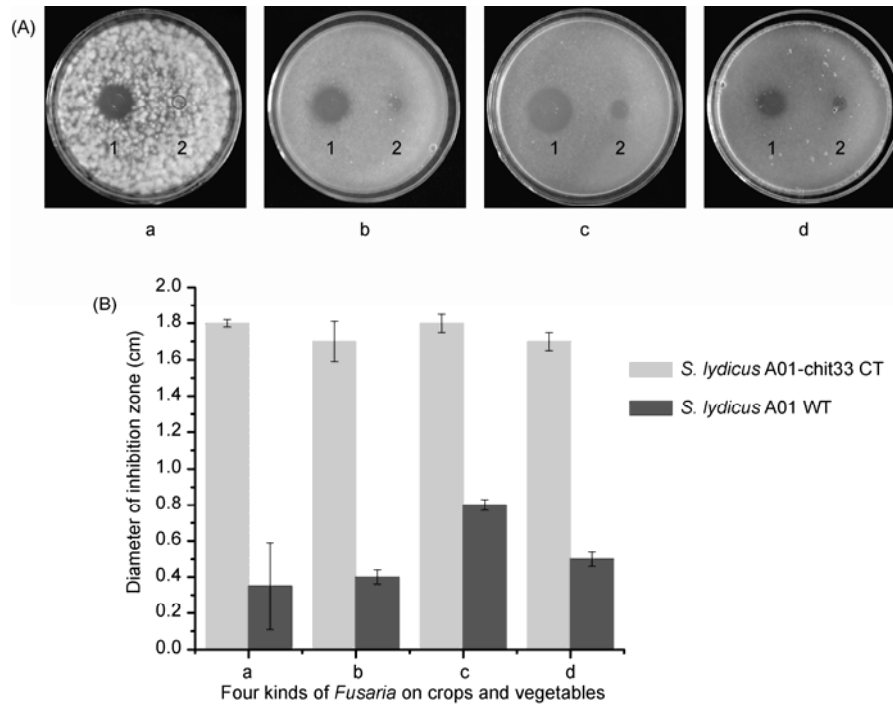 (A)
1 2
1 2
1 2
1 2
a b c d
(B)
Diameter of inhibition zone (cm)
2.0
1.8
1.6
1.4
1.2
1.0
0.8
0.6
0.4
0.2
0.0
a b c d
Four kinds of Fusaria on crops and vegetables
S. lydicus A01-chit33 CT
S. lydicus A01 WT